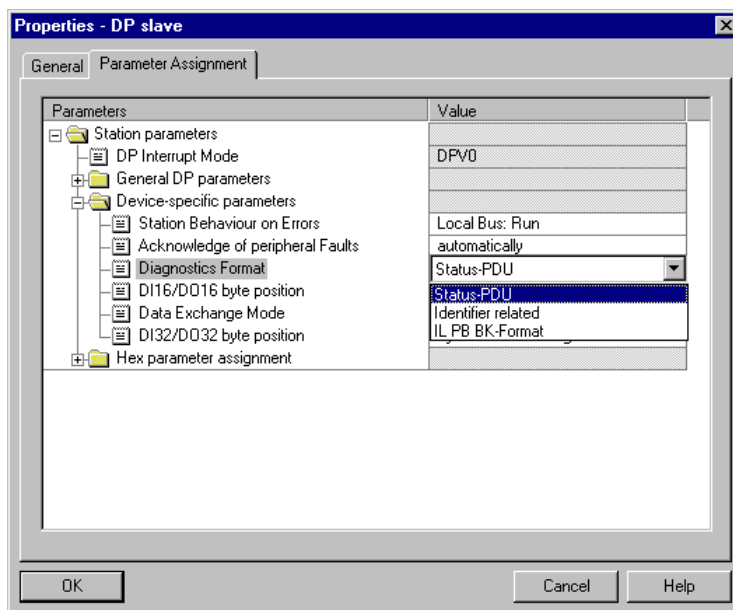 Properties - DP slave
General Parameter Assignment
Parameters Value
Station parameters
DP Interrupt Mode DPV0
General DP parameters
Device-specific parameters
Station Behaviour on Errors Local Bus: Run
Acknowledge of peripheral Faults automatically
Diagnostics Format Status-PDU
DI16/DO16 byte position Status-PDU
Data Exchange Mode Identifier related
DI32/DO32 byte position IL PB BK-Format
Hex parameter assignment
OK Cancel Help